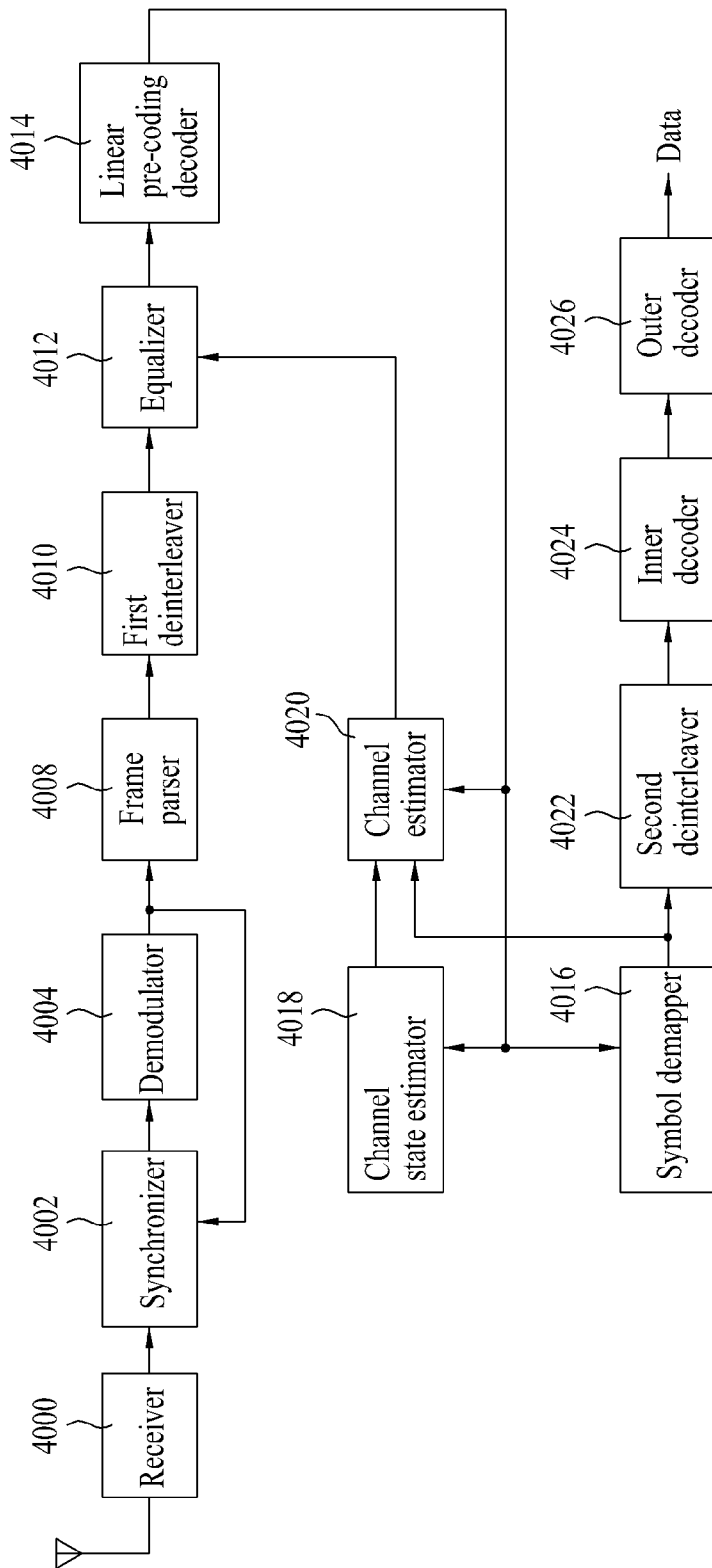 4000
Receiver
4002
Synchronizer
4004
Demodulator
4008
Frame
parser
4010
First
deinterleaver
4012
Equalizer
4014
Linear
pre-coding
decoder
4018
Channel
state estimator
4020
Channel
estimator
4016
Symbol demapper
4022
Second
deinterleaver
4024
Inner
decoder
4026
Outer
decoder
Data